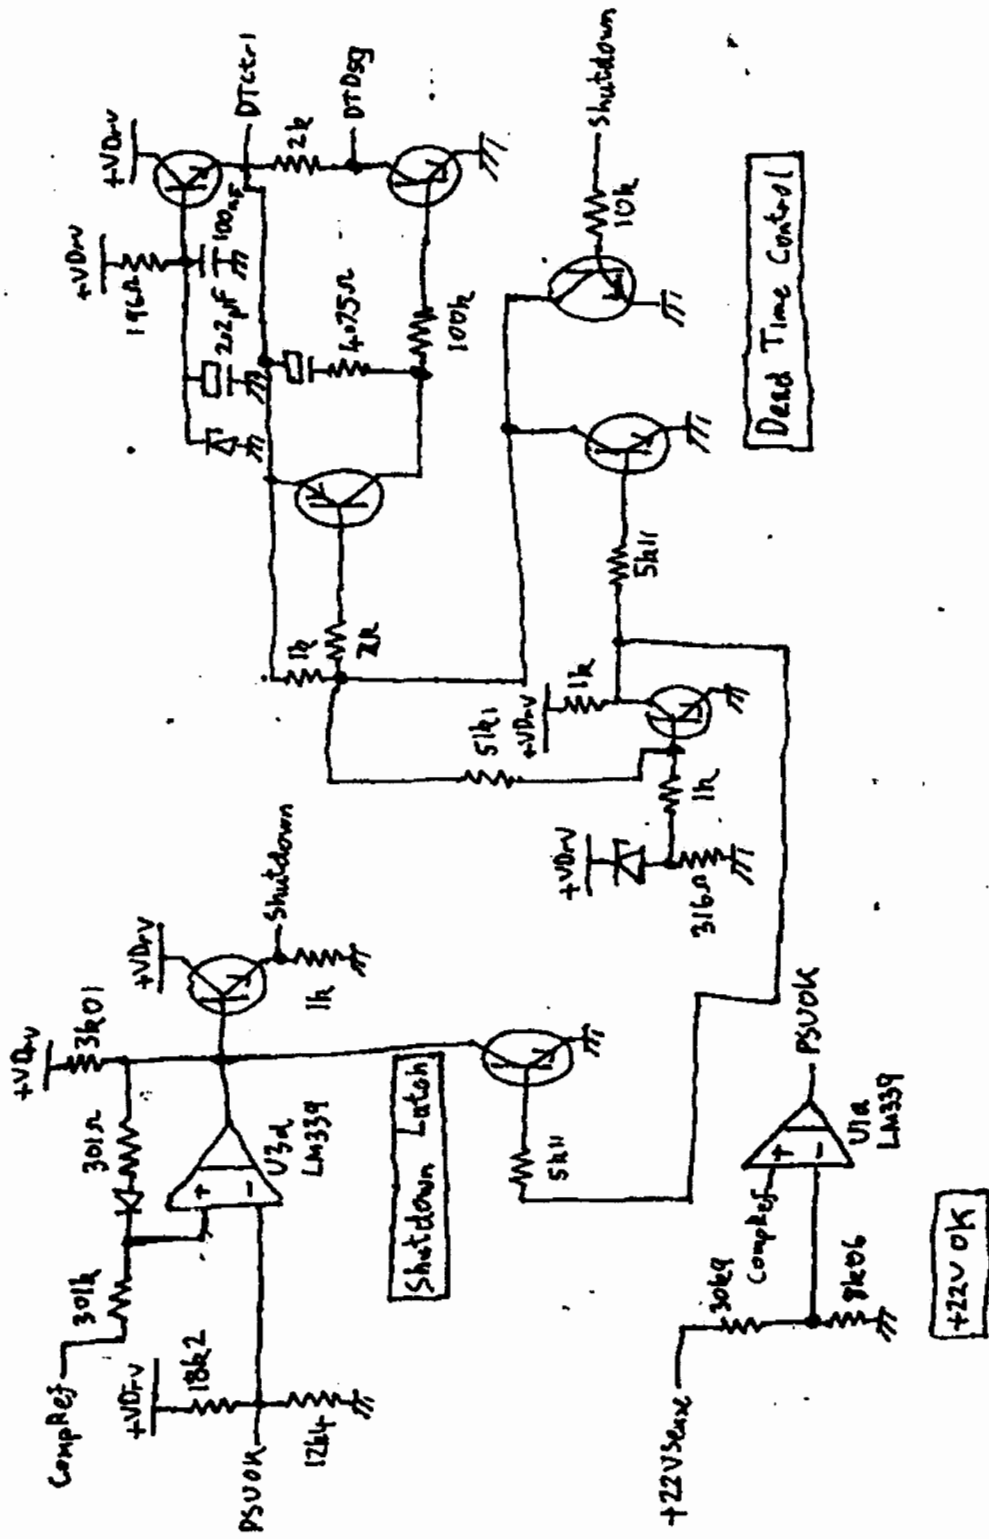 CompRef
301k
301Ω
+VDrv
3k01
+VDrv
Shutdown
1k
+VDrv
18k2
12k4
PSUOK
U3d
LM339
Shutdown Latch
5k11
+22VSense
30k9
8k06
CompRef
U1a
LM339
PSUOK
+22V OK
+VDrv
196Ω
+VDrv
100nF
DTCtrl
2k
DTDsg
4.75Ω
100k
1k
2k
51k1
+VDrv
1k
+VDrv
1k
316Ω
5k11
10k
Shutdown
Dead Time Control